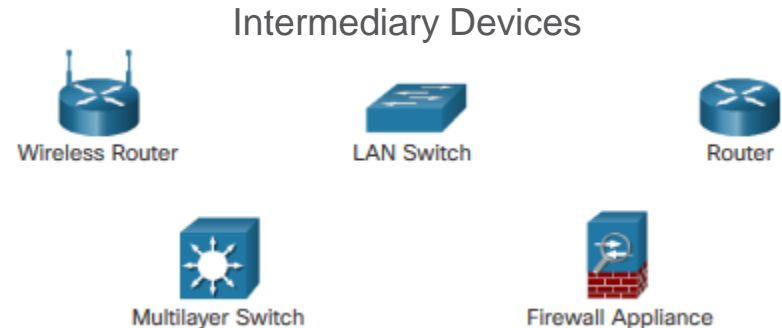 Intermediary Devices
Wireless Router
LAN Switch
Router
Multilayer Switch
Firewall Appliance